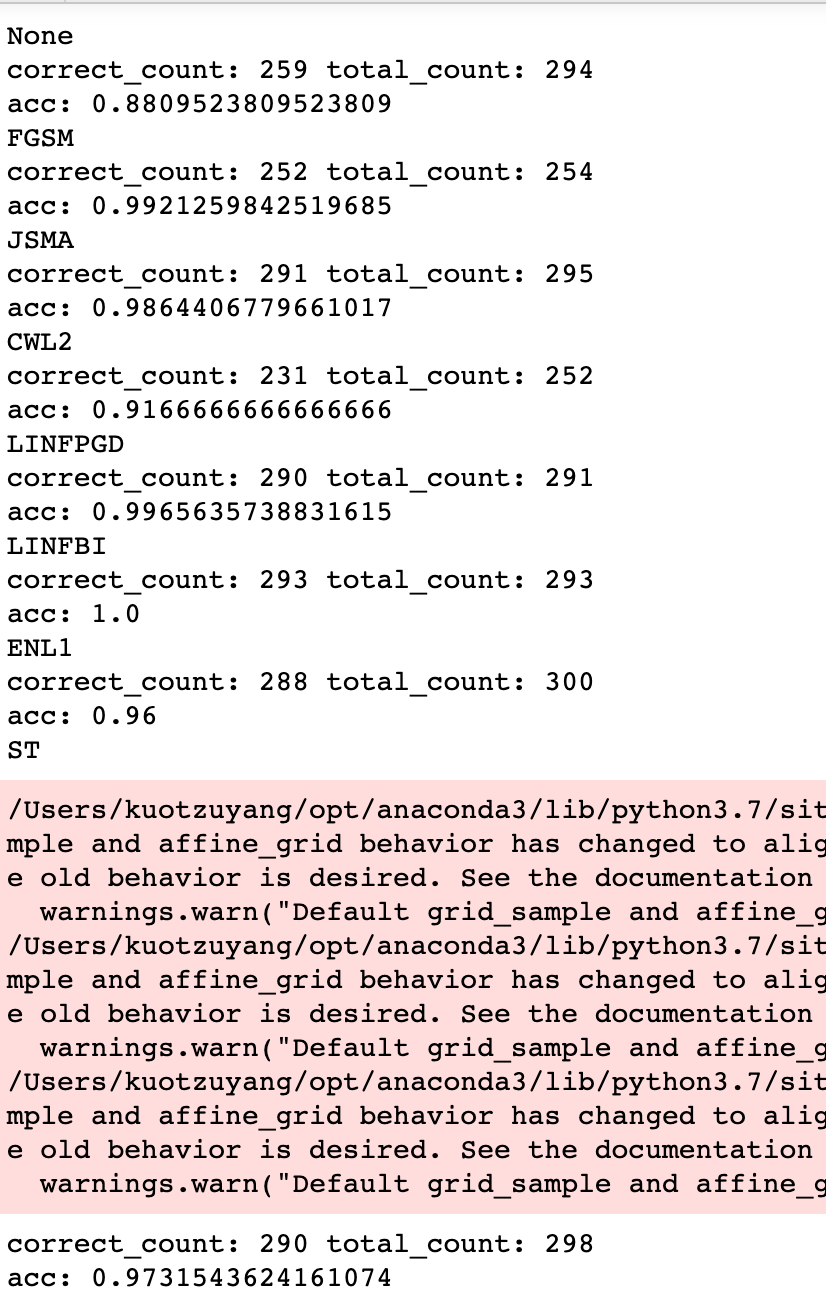 None
correct_count: 259 total_count: 294
acc: 0.8809523809523809
FGSM
correct_count: 252 total_count: 254
acc: 0.9921259842519685
JSMA
correct_count: 291 total_count: 295
acc: 0.9864406779661017
CWL2
correct_count: 231 total_count: 252
acc: 0.9166666666666666
LINFPGD
correct_count: 290 total_count: 291
acc: 0.9965635738831615
LINFBI
correct_count: 293 total_count: 293
acc: 1.0
ENL1
correct_count: 288 total_count: 300
acc: 0.96
ST
/Users/kuotzuyang/opt/anaconda3/lib/python3.7/sit
mple and affine_grid behavior has changed to alig
e old behavior is desired. See the documentation
warnings.warn("Default grid_sample and affine_g
/Users/kuotzuyang/opt/anaconda3/lib/python3.7/sit
mple and affine_grid behavior has changed to alig
e old behavior is desired. See the documentation
warnings.warn("Default grid_sample and affine_g
/Users/kuotzuyang/opt/anaconda3/lib/python3.7/sit
mple and affine_grid behavior has changed to alig
e old behavior is desired. See the documentation
warnings.warn("Default grid_sample and affine_g
correct_count: 290 total_count: 298
acc: 0.9731543624161074